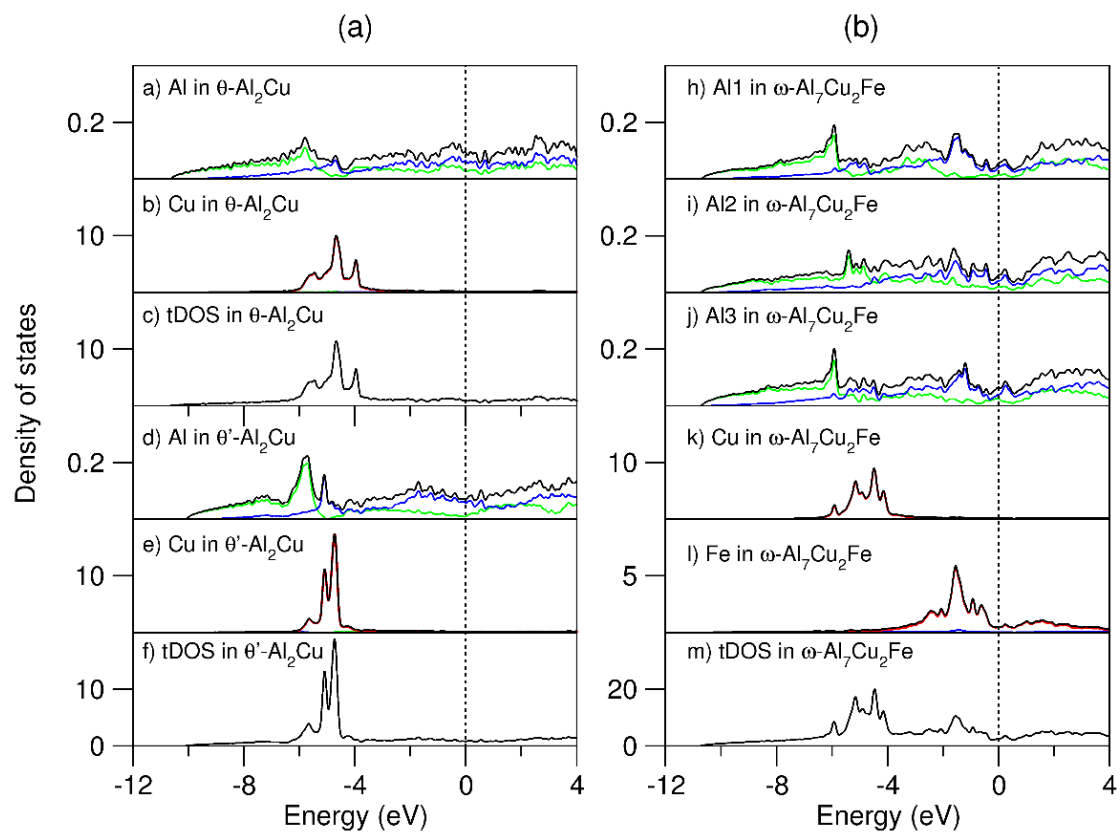 (a)
(b)
Density of states
a) Al in θ-Al₂Cu
0.2
b) Cu in θ-Al₂Cu
10
c) tDOS in θ-Al₂Cu
10
d) Al in θ’-Al₂Cu
0.2
e) Cu in θ’-Al₂Cu
10
f) tDOS in θ’-Al₂Cu
10
0
-12 -8 -4 0 4
Energy (eV)
h) Al1 in ω-Al₇Cu₂Fe
0.2
i) Al2 in ω-Al₇Cu₂Fe
0.2
j) Al3 in ω-Al₇Cu₂Fe
0.2
k) Cu in ω-Al₇Cu₂Fe
10
l) Fe in ω-Al₇Cu₂Fe
5
m) tDOS in ω-Al₇Cu₂Fe
20
0
-12 -8 -4 0 4
Energy (eV)